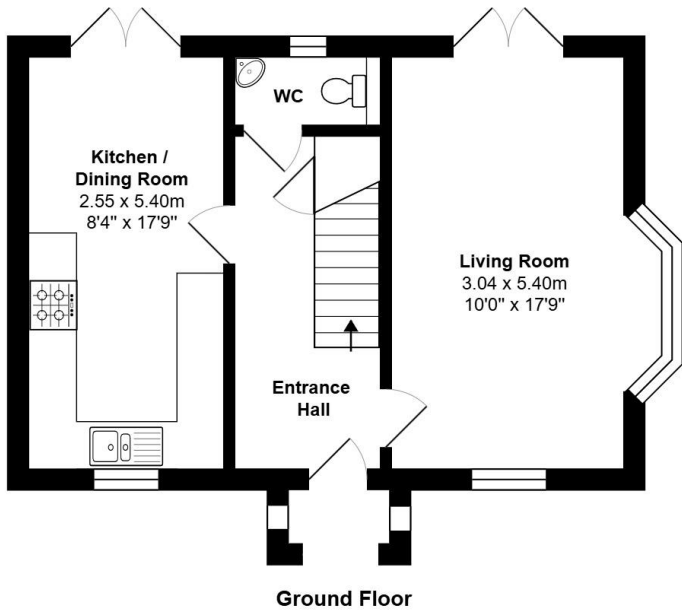 WC
Kitchen /
Dining Room
2.55 x 5.40m
8'4" x 17'9"
Living Room
3.04 x 5.40m
10'0" x 17'9"
Entrance
Hall
Ground Floor